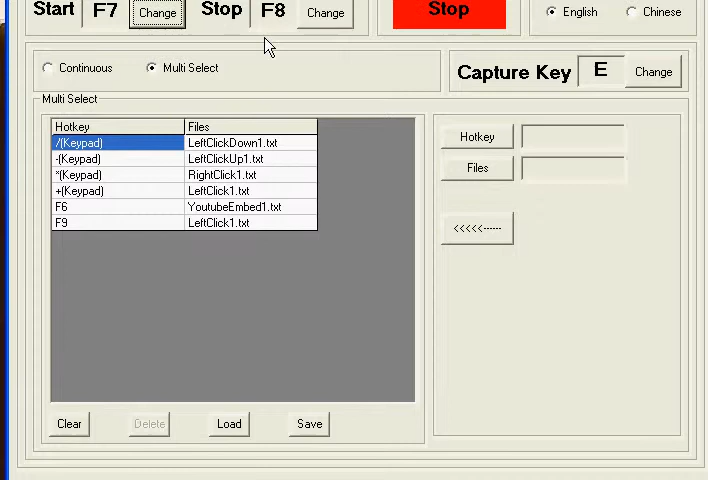 Start F7 Change Stop F8 Change Stop English Chinese
Continuous Multi Select
Capture Key E Change
Multi Select
Hotkey Files
/(Keypad) LeftClickDown1.txt
-(Keypad) LeftClickUp1.txt
*(Keypad) RightClick1.txt
+(Keypad) LeftClick1.txt
F6 YoutubeEmbed1.txt
F9 LeftClick1.txt
Hotkey
Files
<<<<<------
Clear Delete Load Save